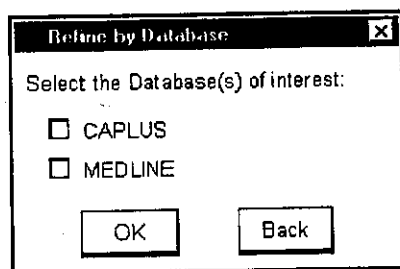 Refine by Database
Select the Database(s) of interest:
CAPLUS
MEDLINE
OK
Back